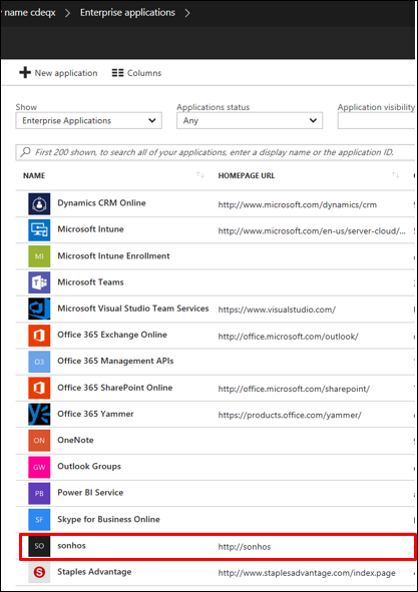 y name cdeqx > Enterprise applications >
New application Columns
Show Applications status Application visibility
Enterprise Applications Any
First 200 shown, to search all of your applications, enter a display name or the application ID.
NAME HOMEPAGE URL
Dynamics CRM Online http://www.microsoft.com/dynamics/crm
Microsoft Intune http://www.microsoft.com/en-us/server-cloud/...
MI Microsoft Intune Enrollment
Microsoft Teams
Microsoft Visual Studio Team Services https://www.visualstudio.com/
Office 365 Exchange Online http://office.microsoft.com/outlook/
O3 Office 365 Management APIs
Office 365 SharePoint Online http://office.microsoft.com/sharepoint/
Office 365 Yammer https://products.office.com/yammer/
ON OneNote
GW Outlook Groups
PB Power BI Service
SF Skype for Business Online
SO sonhos http://sonhos
S Staples Advantage http://www.staplesadvantage.com/index.page